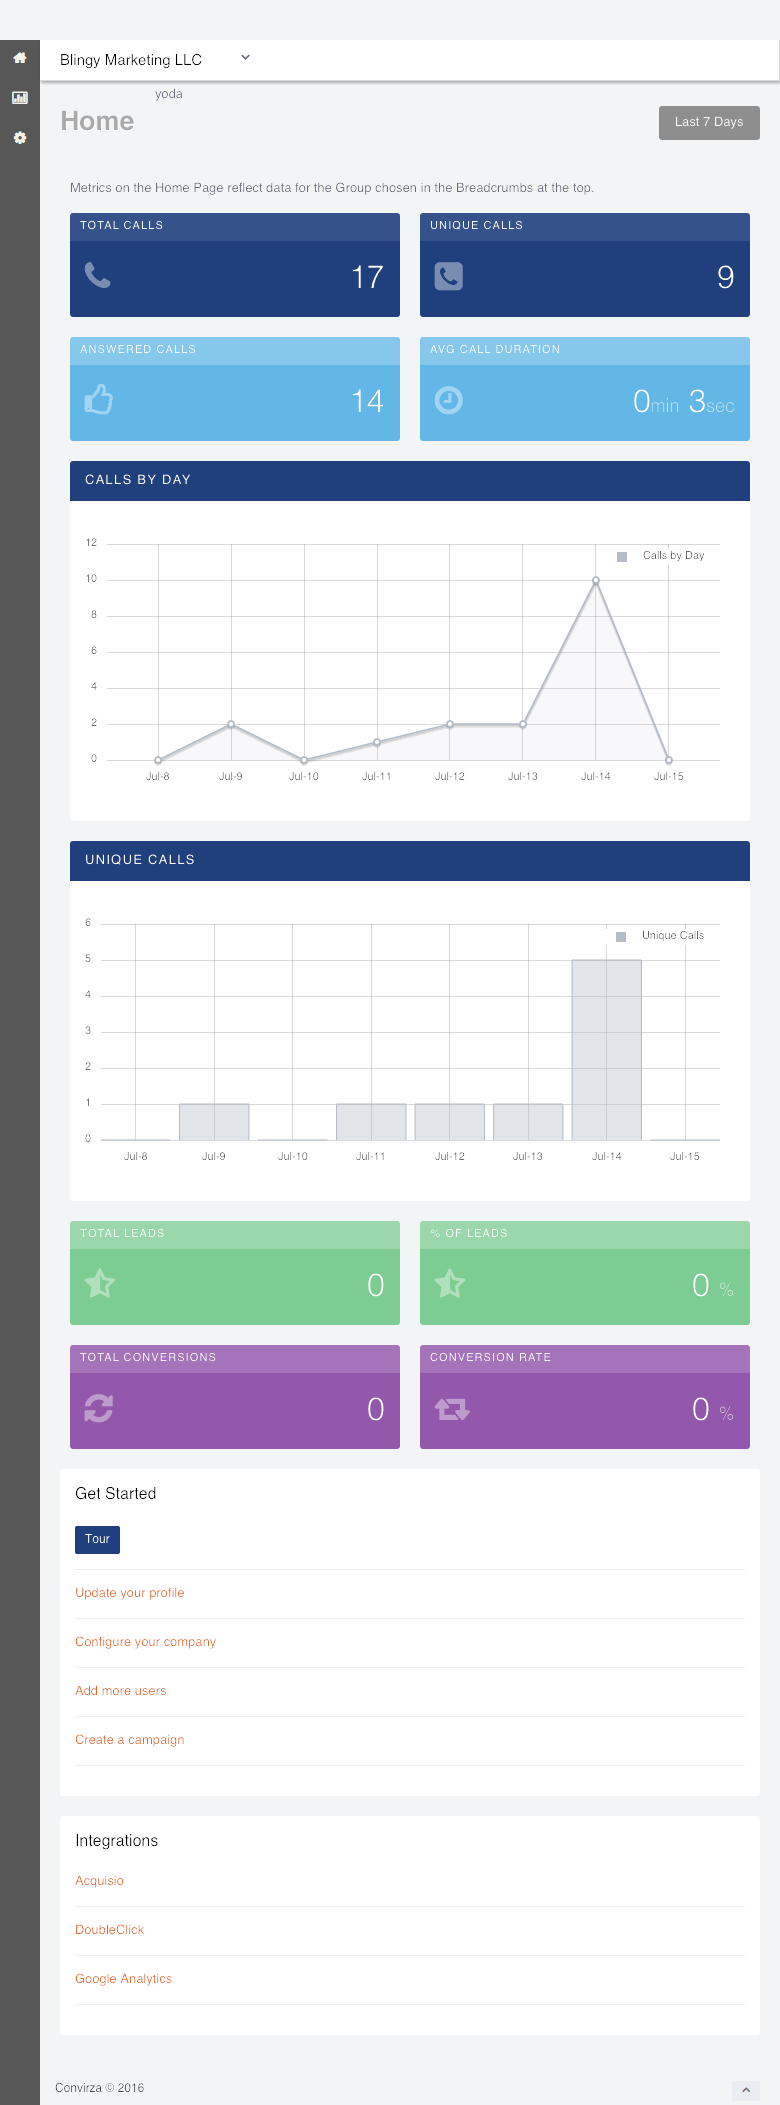 Blingy Marketing LLC
yoda
Home
Last 7 Days
Metrics on the Home Page reflect data for the Group chosen in the Breadcrumbs at the top.
TOTAL CALLS
17
UNIQUE CALLS
9
ANSWERED CALLS
14
AVG CALL DURATION
0min 3sec
CALLS BY DAY
12
10
8
6
4
2
0
Calls by Day
Jul-8 Jul-9 Jul-10 Jul-11 Jul-12 Jul-13 Jul-14 Jul-15
UNIQUE CALLS
6
5
4
3
2
1
0
Unique Calls
Jul-8 Jul-9 Jul-10 Jul-11 Jul-12 Jul-13 Jul-14 Jul-15
TOTAL LEADS
0
% OF LEADS
0 %
TOTAL CONVERSIONS
0
CONVERSION RATE
0 %
Get Started
Tour
Update your profile
Configure your company
Add more users
Create a campaign
Integrations
Acquisio
DoubleClick
Google Analytics
Convirza © 2016